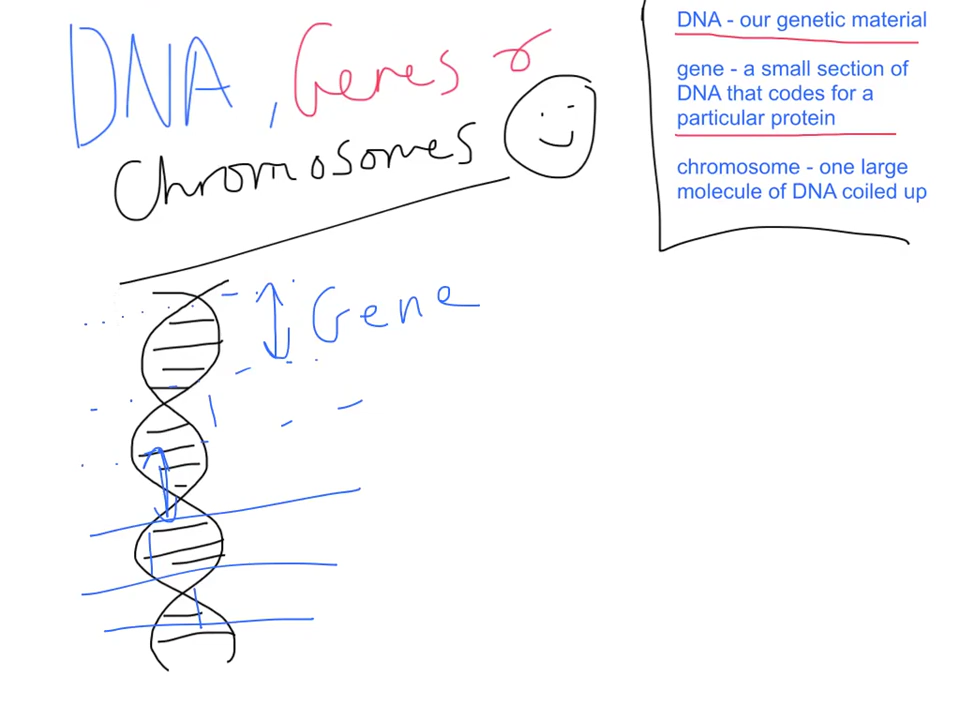 DNA, Genes &
Chromosomes
DNA - our genetic material
gene - a small section of
DNA that codes for a
particular protein
chromosome - one large
molecule of DNA coiled up
Gene